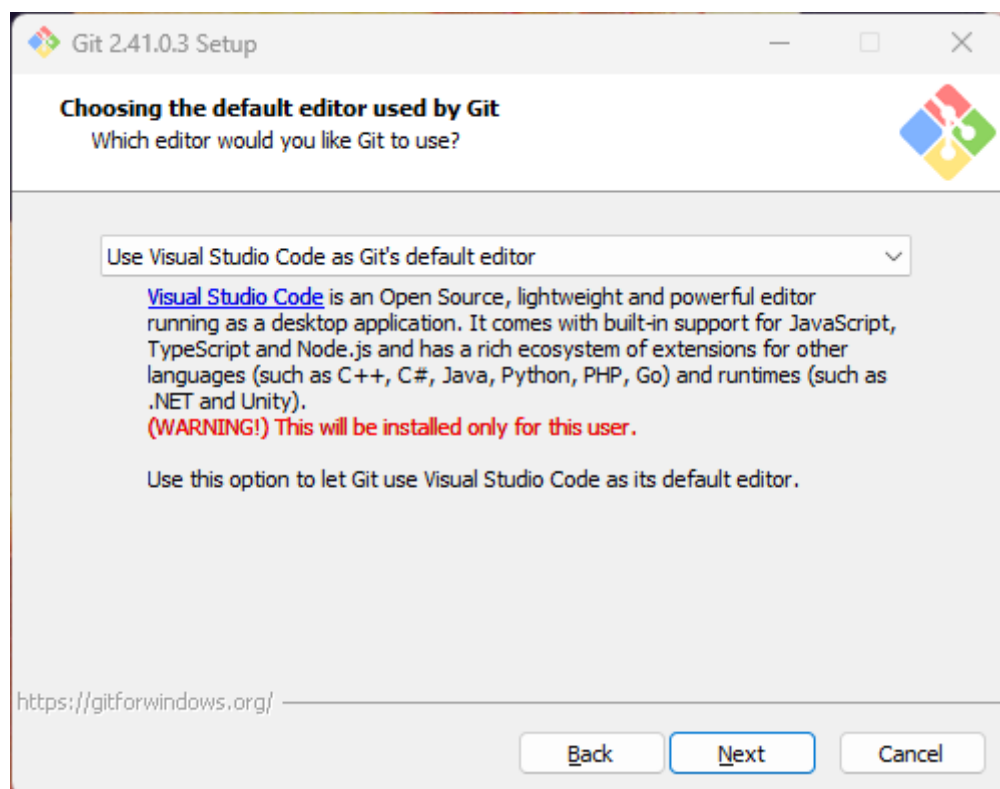 Git 2.41.0.3 Setup
Choosing the default editor used by Git
Which editor would you like Git to use?
Use Visual Studio Code as Git's default editor
Visual Studio Code is an Open Source, lightweight and powerful editor
running as a desktop application. It comes with built-in support for JavaScript,
TypeScript and Node.js and has a rich ecosystem of extensions for other
languages (such as C++, C#, Java, Python, PHP, Go) and runtimes (such as
.NET and Unity).
(WARNING!) This will be installed only for this user.
Use this option to let Git use Visual Studio Code as its default editor.
https://gitforwindows.org/
Back Next Cancel